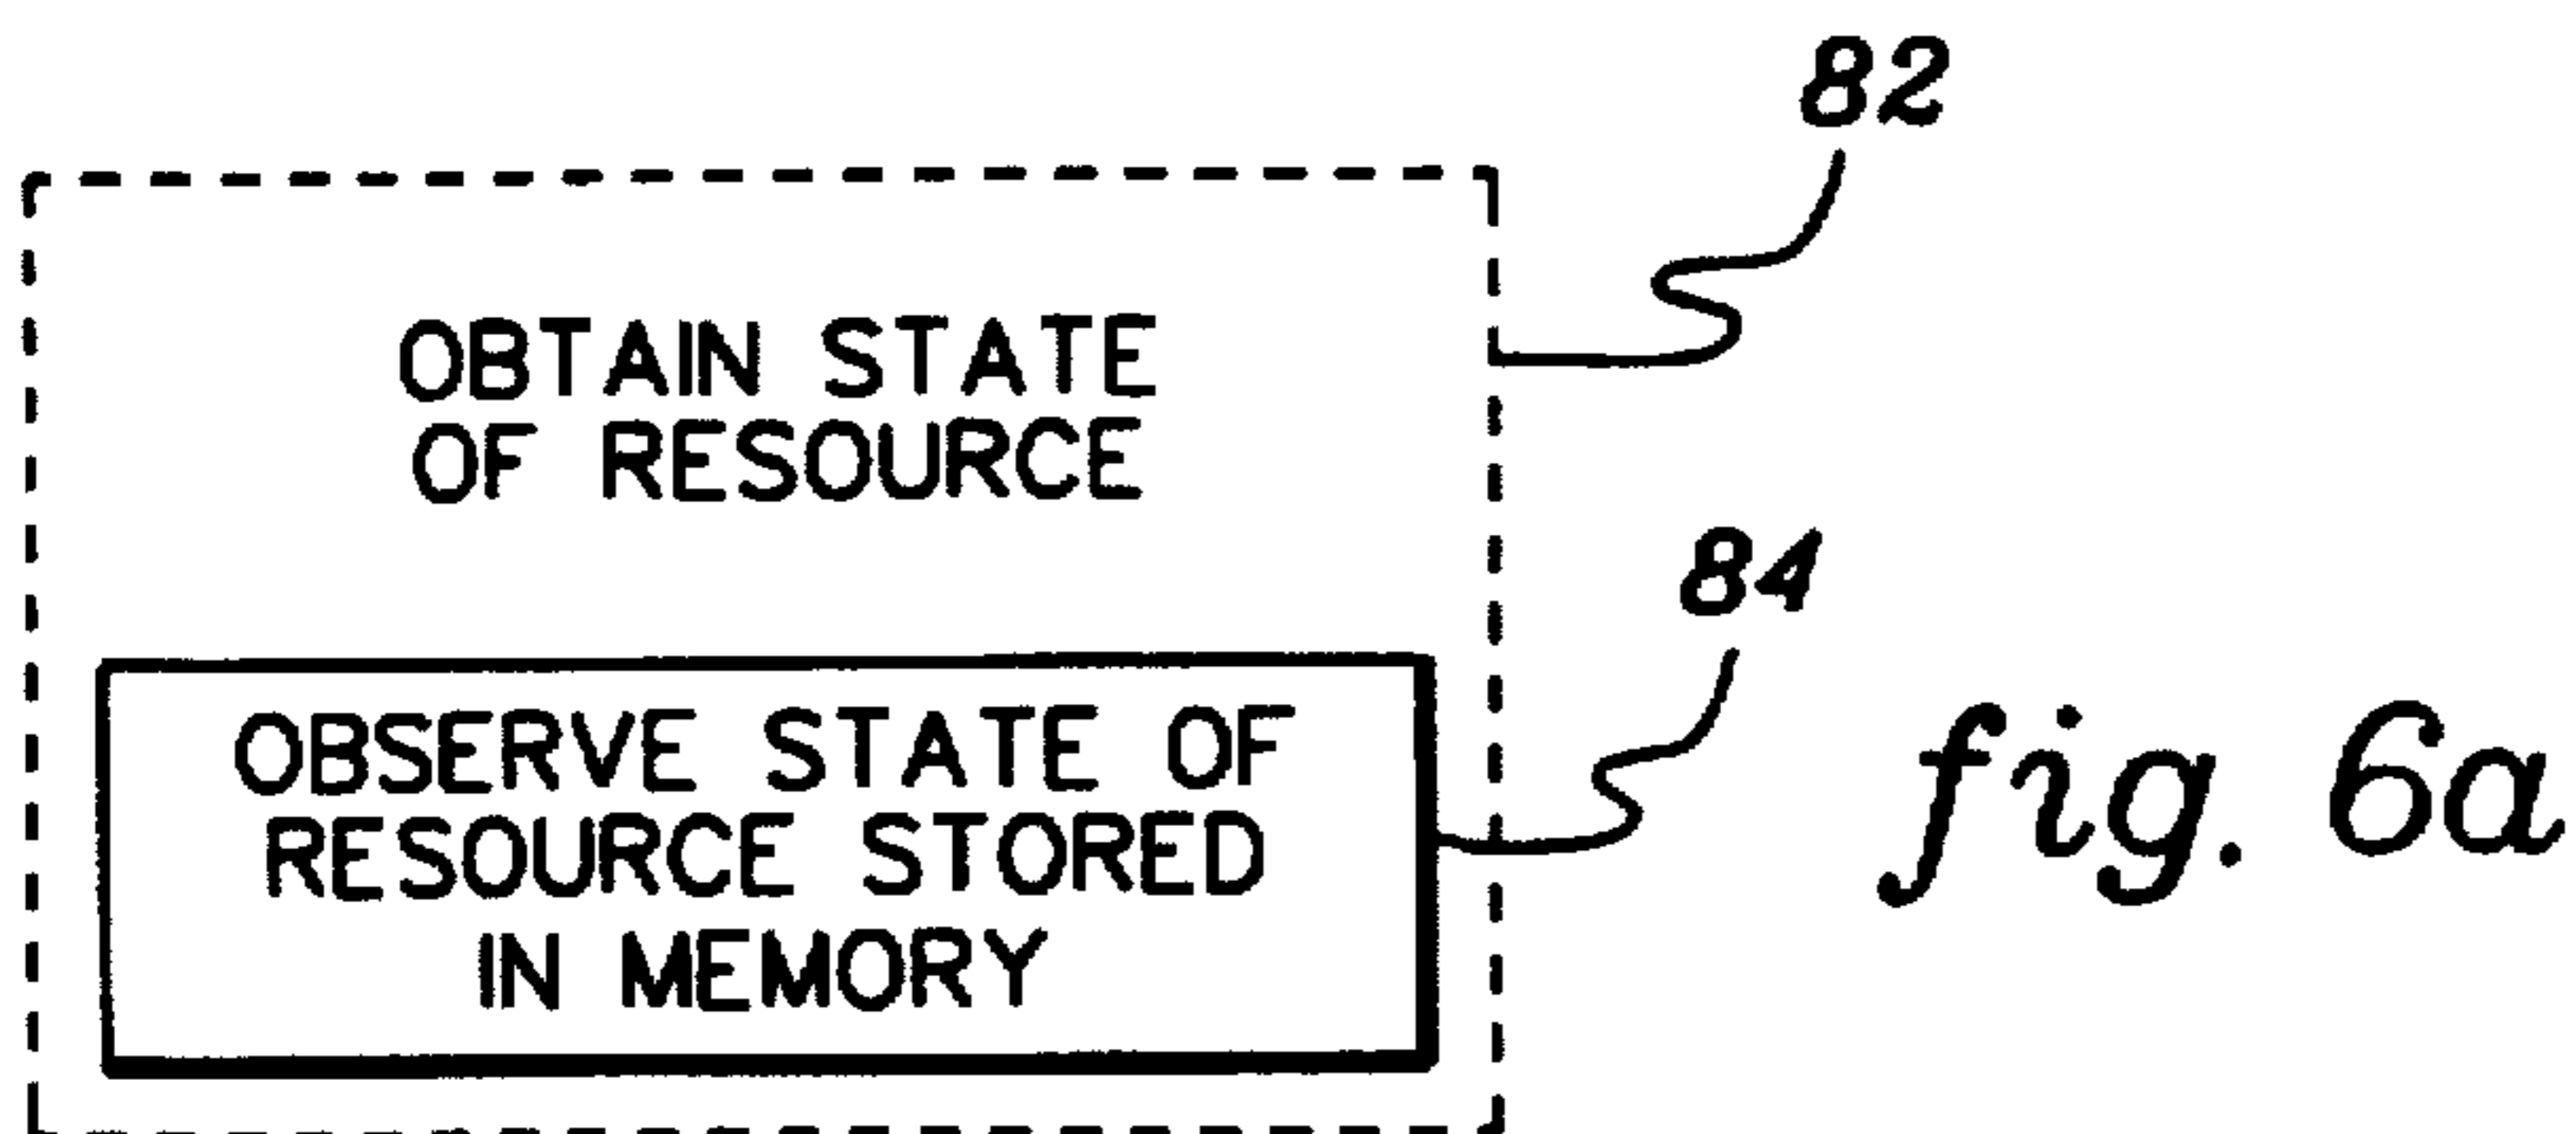 82
OBTAIN STATE
OF RESOURCE
84
OBSERVE STATE OF
RESOURCE STORED
IN MEMORY
fig. 6a